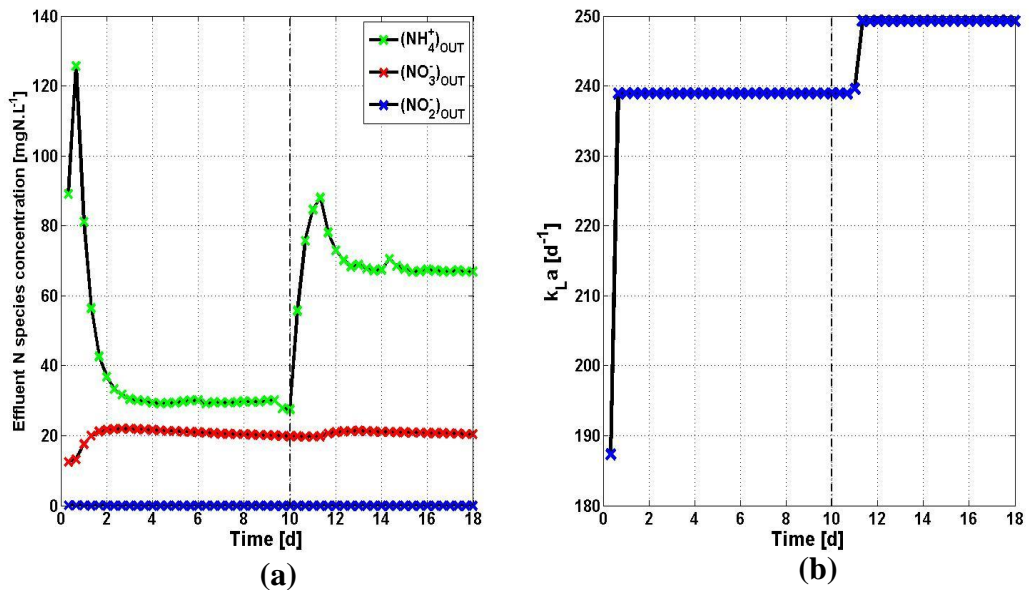 140
120
100
80
60
40
20
0
Effluent N species concentration [mgN.L-1]
(NH4+)OUT
(NO3-)OUT
(NO2-)OUT
0 2 4 6 8 10 12 14 16 18
Time [d]
(a)
250
240
230
220
210
200
190
180
kLa [d-1]
0 2 4 6 8 10 12 14 16 18
Time [d]
(b)